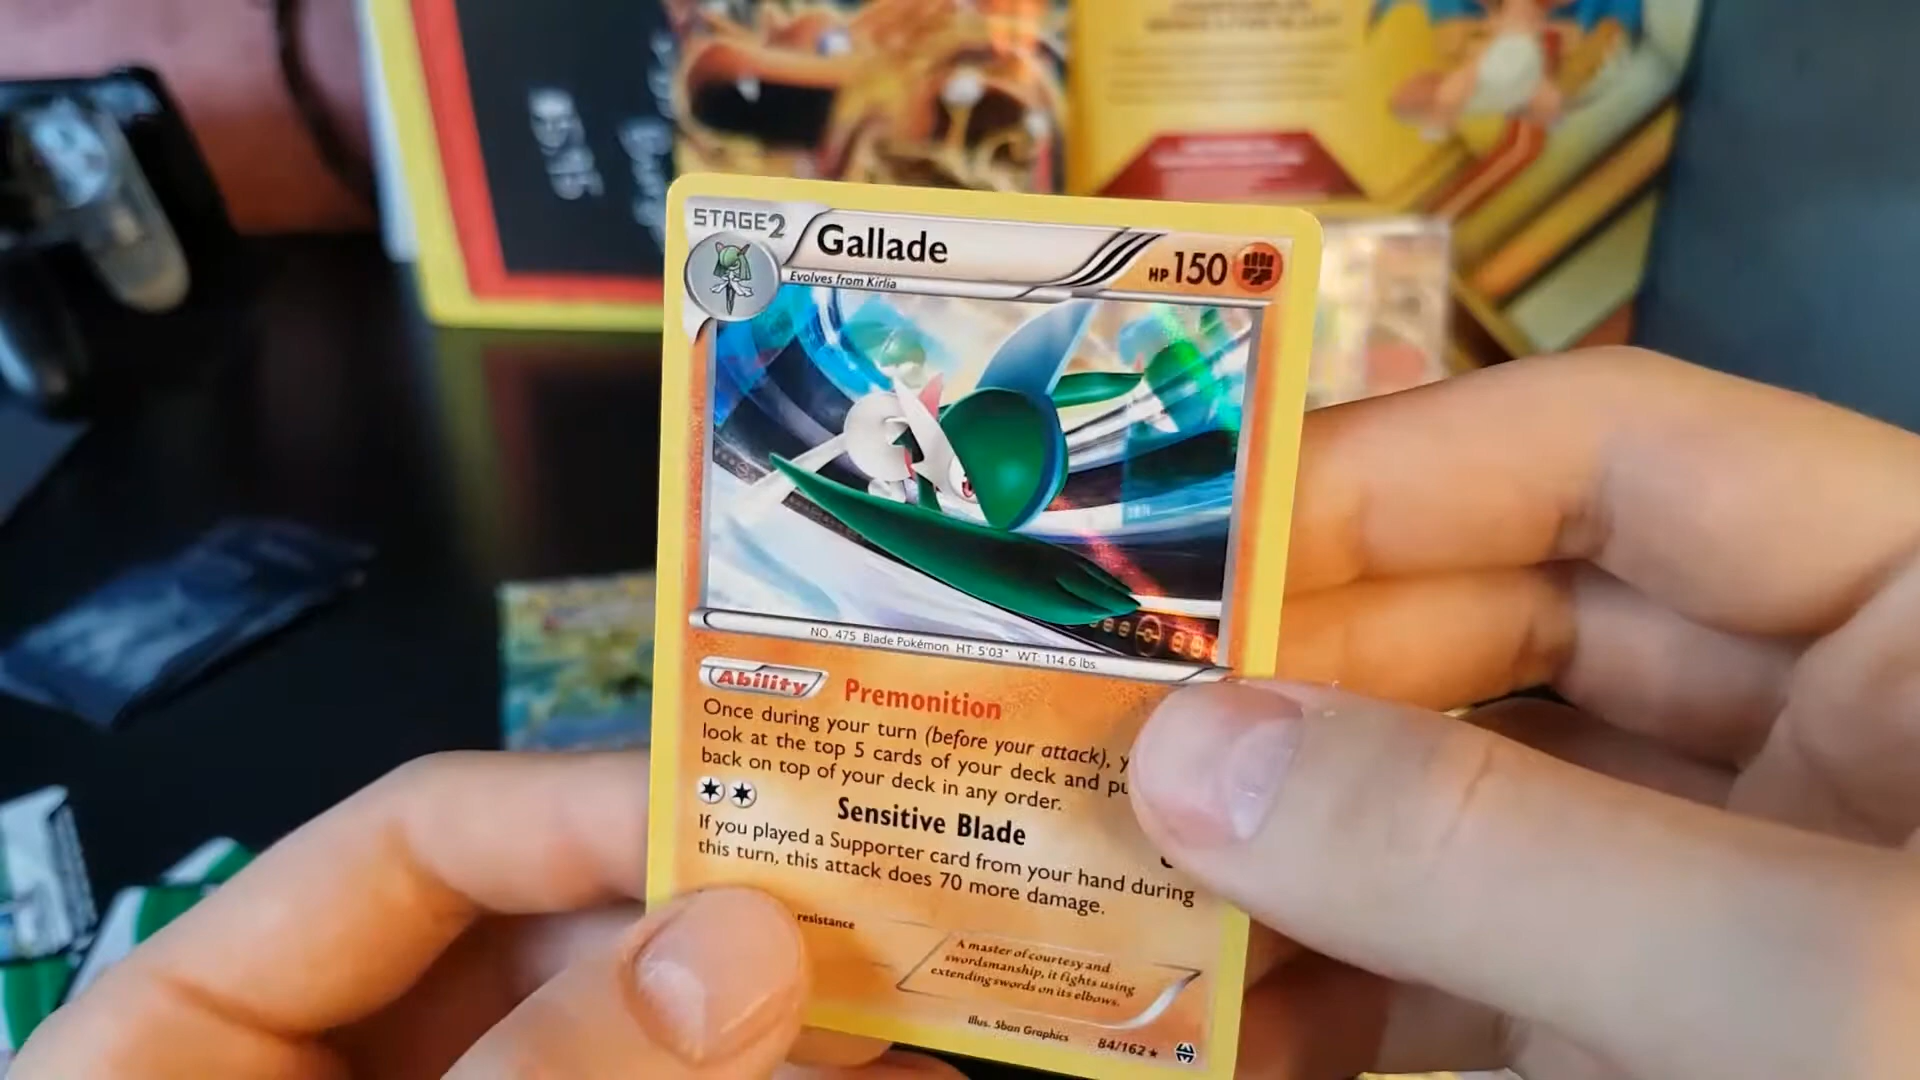 STAGE2
Gallade
HP 150
Evolves from Kirlia
NO. 475 Blade Pokémon HT: 5'03" WT: 114.6 lbs.
Ability Premonition
Once during your turn (before your attack),
look at the top 5 cards of your deck and
back on top of your deck in any order.
Sensitive Blade
If you played a Supporter card from your hand during
this turn, this attack does 70 more damage.
resistance
A master of courtesy and
swordsmanship, it fights using
extending swords on its elbows.
Illus. 5ban Graphics
84/162 ★